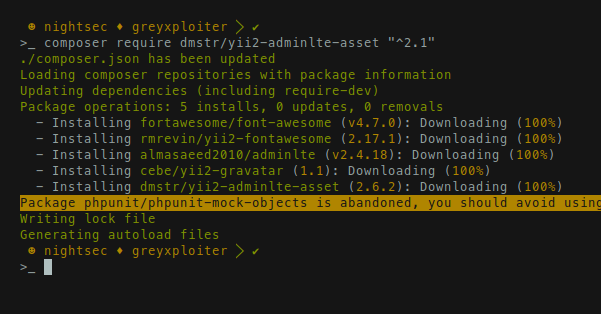 ☻ nightsec ♦ greyxploiter > ✔
>_ composer require dmstr/yii2-adminlte-asset "^2.1"
./composer.json has been updated
Loading composer repositories with package information
Updating dependencies (including require-dev)
Package operations: 5 installs, 0 updates, 0 removals
- Installing fortawesome/font-awesome (v4.7.0): Downloading (100%)
- Installing rmrevin/yii2-fontawesome (2.17.1): Downloading (100%)
- Installing almasaeed2010/adminlte (v2.4.18): Downloading (100%)
- Installing cebe/yii2-gravatar (1.1): Downloading (100%)
- Installing dmstr/yii2-adminlte-asset (2.6.2): Downloading (100%)
Package phpunit/phpunit-mock-objects is abandoned, you should avoid using
Writing lock file
Generating autoload files
☻ nightsec ♦ greyxploiter > ✔
>_